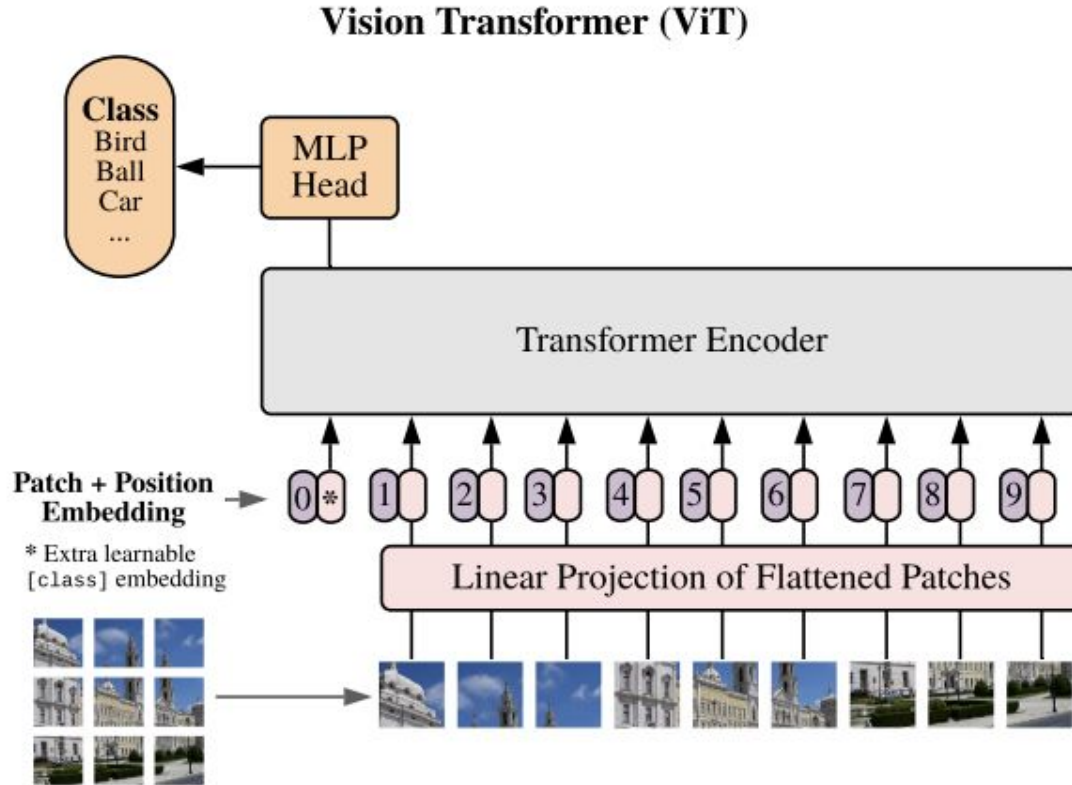 Vision Transformer (ViT)
Class
Bird
Ball
Car
...
MLP
Head
Transformer Encoder
Patch + Position
Embedding
0 * 1 2 3 4 5 6 7 8 9
* Extra learnable
[class] embedding
Linear Projection of Flattened Patches